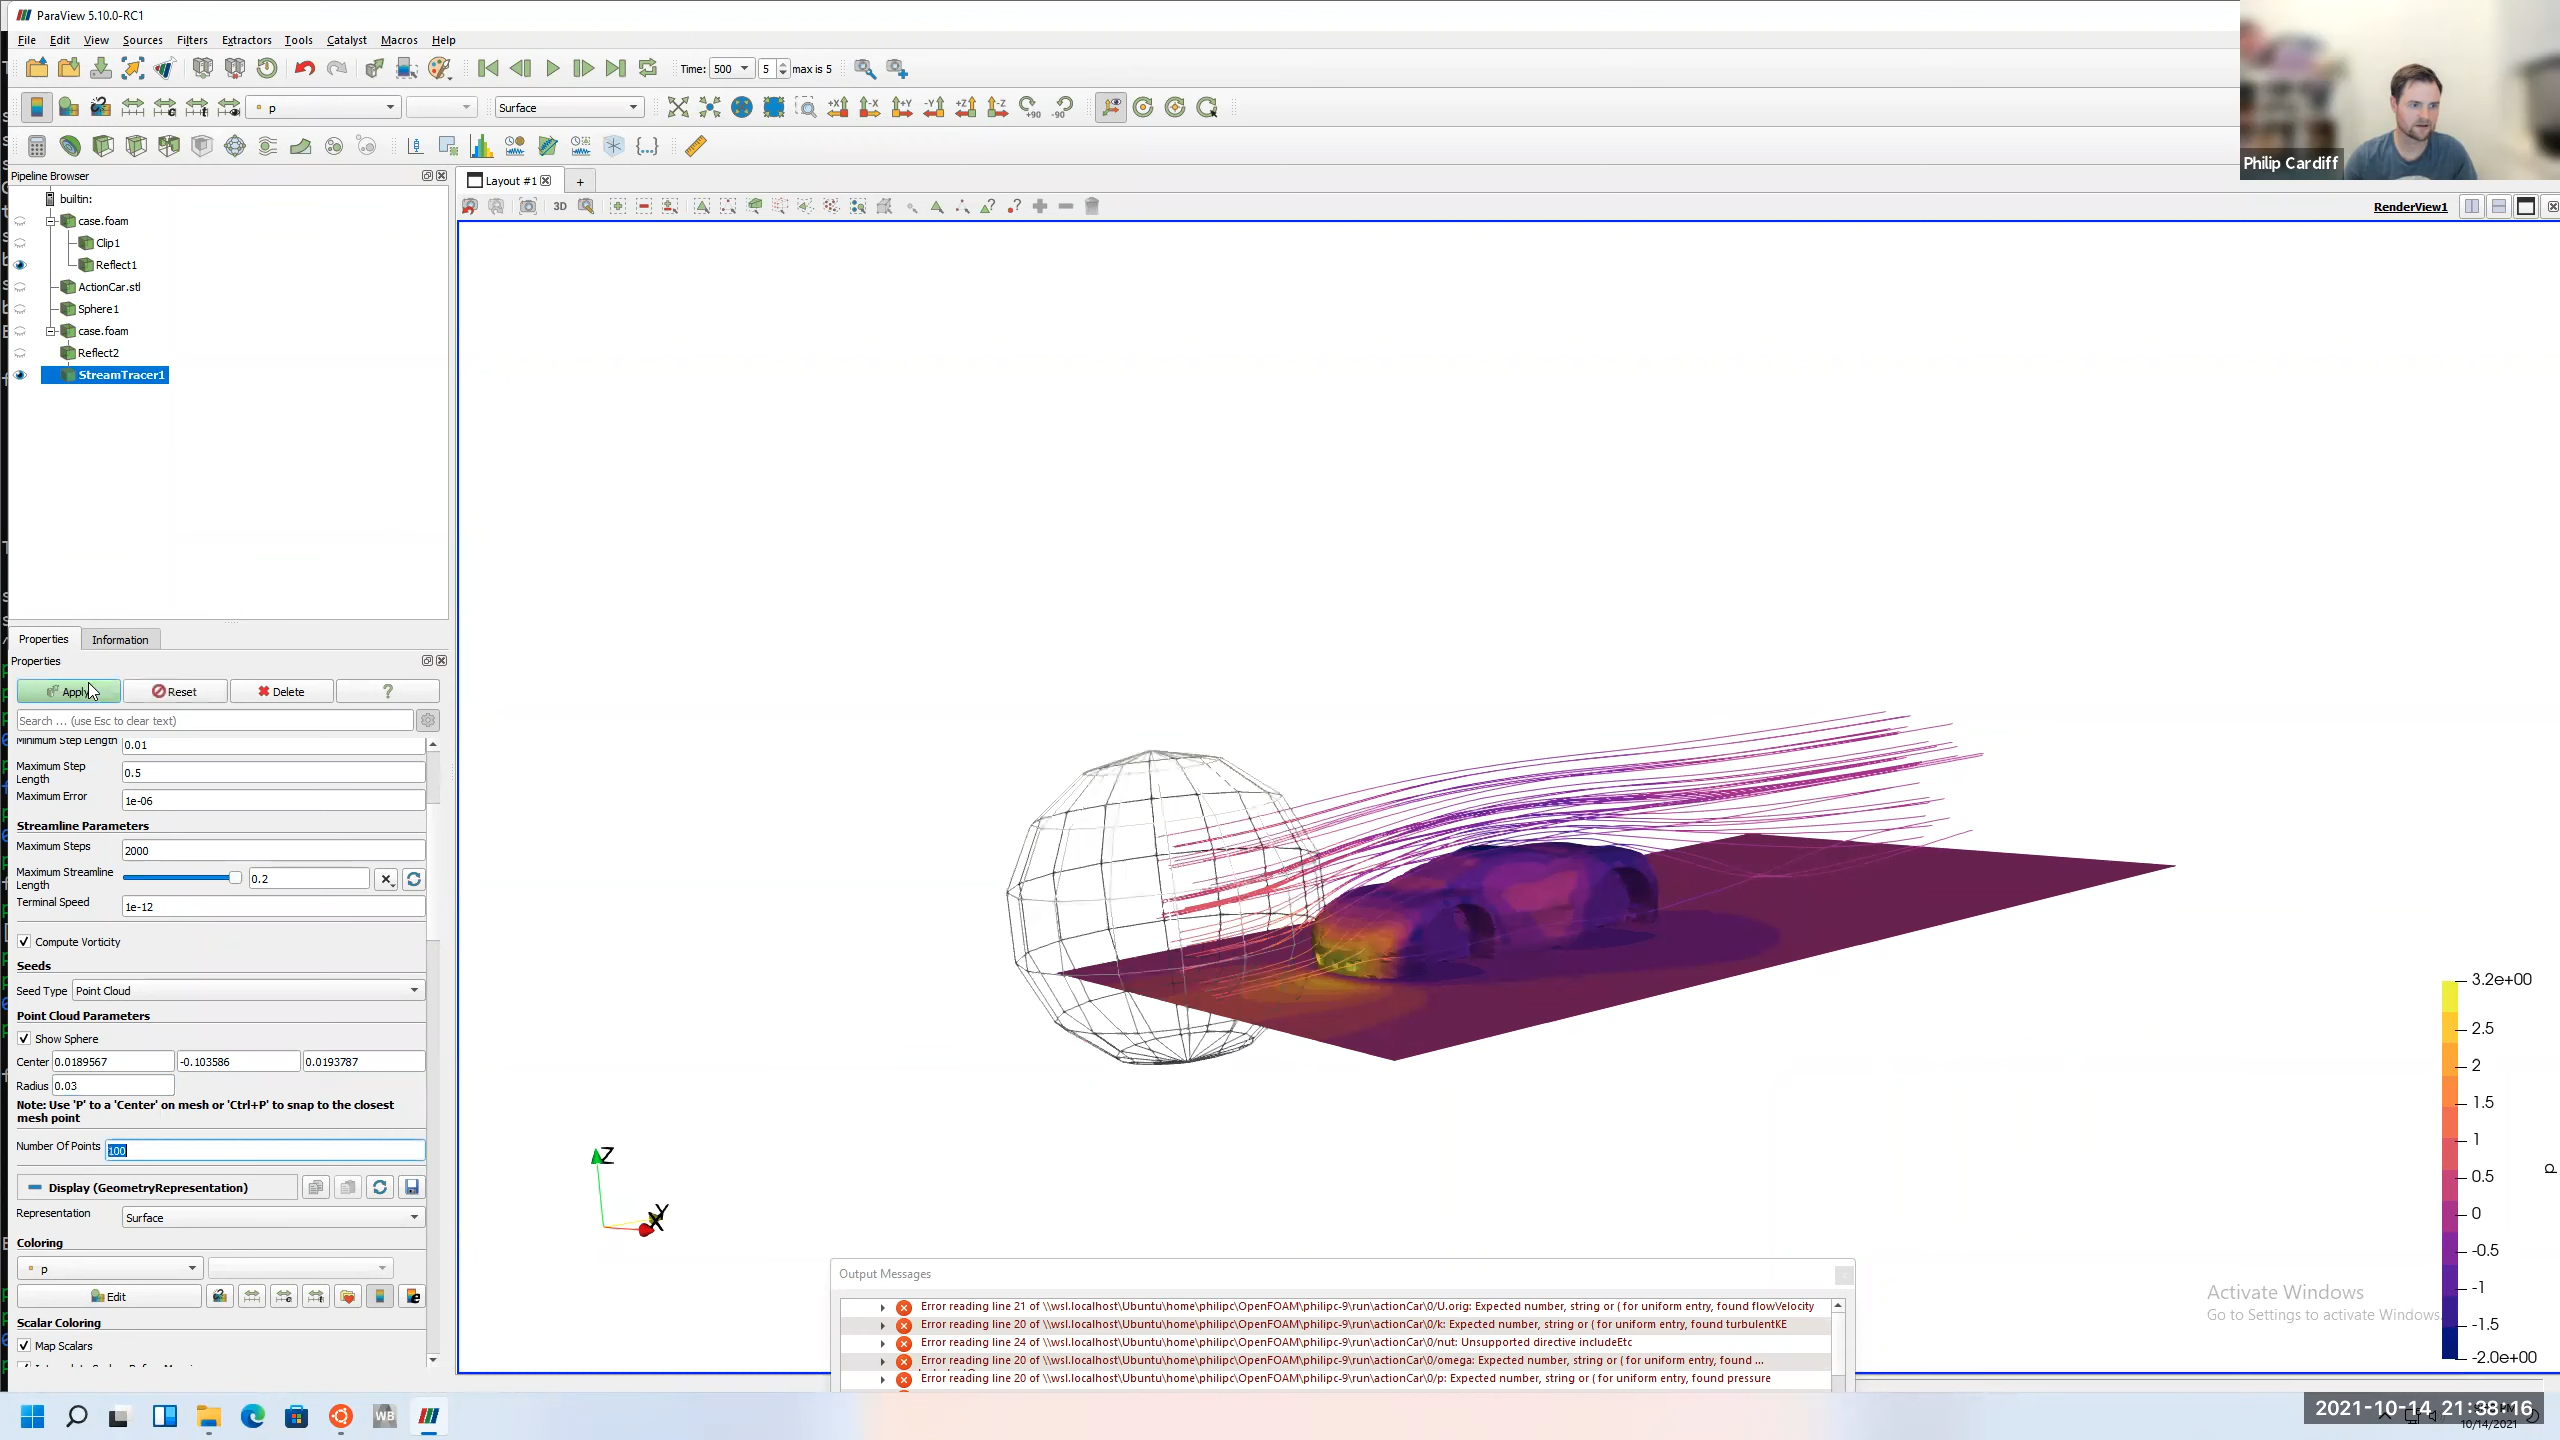 ParaView 5.10.0-RC1
File Edit View Sources Filters Extractors Tools Catalyst Macros Help
Time: 500 5 max is 5
p Surface
+X -X +Y -Y +Z -Z +90 -90
Philip Cardiff
Pipeline Browser
Layout #1 +
builtin:
3D
RenderView1
case.foam
Clip1
Reflect1
ActionCar.stl
Sphere1
case.foam
Reflect2
StreamTracer1
Properties Information
Properties
Apply Reset Delete ?
Search ... (use Esc to clear text)
Minimum Step Length 0.01
Maximum Step
Length
0.5
Maximum Error 1e-06
Streamline Parameters
Maximum Steps 2000
Maximum Streamline
Length
0.2
Terminal Speed 1e-12
Compute Vorticity
Seeds
Seed Type Point Cloud
Point Cloud Parameters
Show Sphere
Center 0.0189567 -0.103586 0.0193787
Radius 0.03
Note: Use 'P' to a 'Center' on mesh or 'Ctrl+P' to snap to the closest
mesh point
Number Of Points 100
Display (GeometryRepresentation)
Representation Surface
Coloring
p
Edit
Scalar Coloring
Map Scalars
Z
Y
X
3.2e+00
2.5
2
1.5
1
0.5
0
-0.5
-1
-1.5
-2.0e+00
p
Output Messages
Error reading line 21 of \\wsl.localhost\Ubuntu\home\philipc\OpenFOAM\philipc-9\run\actionCar\0/U.orig: Expected number, string or ( for uniform entry, found flowVelocity
Error reading line 20 of \\wsl.localhost\Ubuntu\home\philipc\OpenFOAM\philipc-9\run\actionCar\0/k: Expected number, string or ( for uniform entry, found turbulentKE
Error reading line 24 of \\wsl.localhost\Ubuntu\home\philipc\OpenFOAM\philipc-9\run\actionCar\0/nut: Unsupported directive includeEtc
Error reading line 20 of \\wsl.localhost\Ubuntu\home\philipc\OpenFOAM\philipc-9\run\actionCar\0/omega: Expected number, string or ( for uniform entry, found ...
Error reading line 20 of \\wsl.localhost\Ubuntu\home\philipc\OpenFOAM\philipc-9\run\actionCar\0/p: Expected number, string or ( for uniform entry, found pressure
Activate Windows
Go to Settings to activate Windows.
WB
2021-10-14 21:38:16
10/14/2021